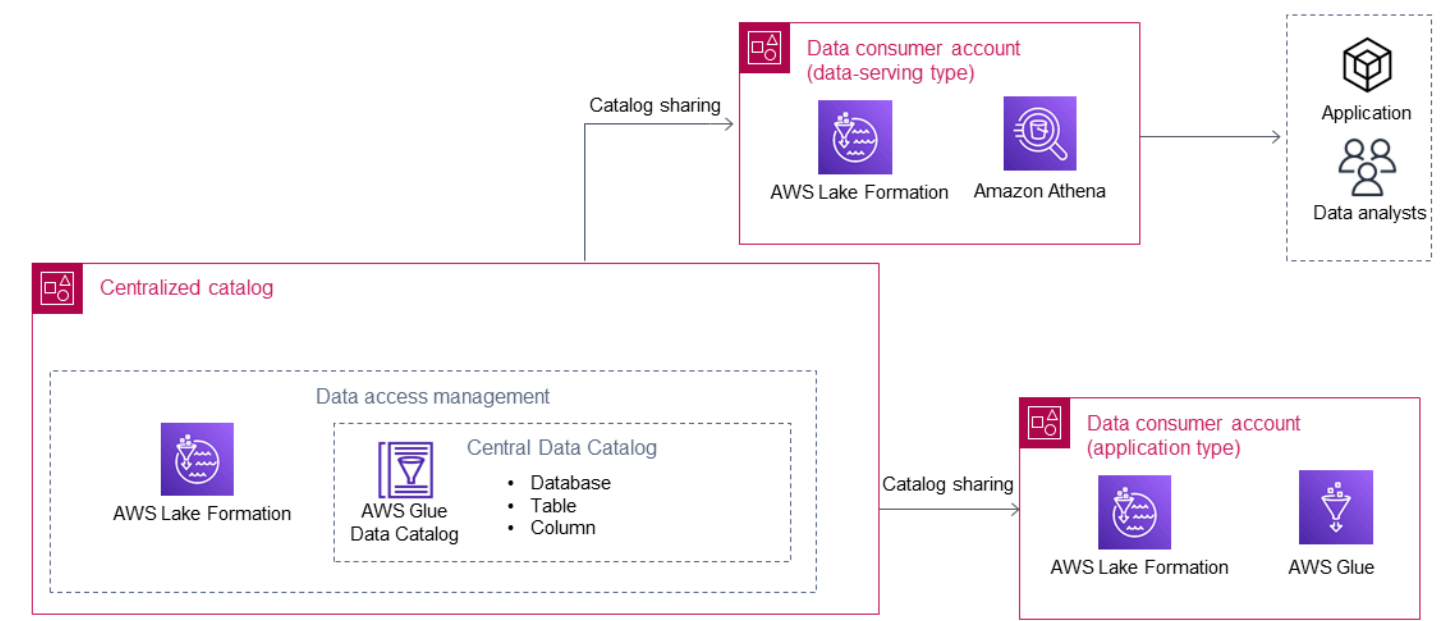 Data consumer account
(data-serving type)
Catalog sharing
AWS Lake Formation
Amazon Athena
Application
Data analysts
Centralized catalog
Data access management
AWS Lake Formation
Central Data Catalog
• Database
• Table
• Column
AWS Glue
Data Catalog
Catalog sharing
Data consumer account
(application type)
AWS Lake Formation
AWS Glue